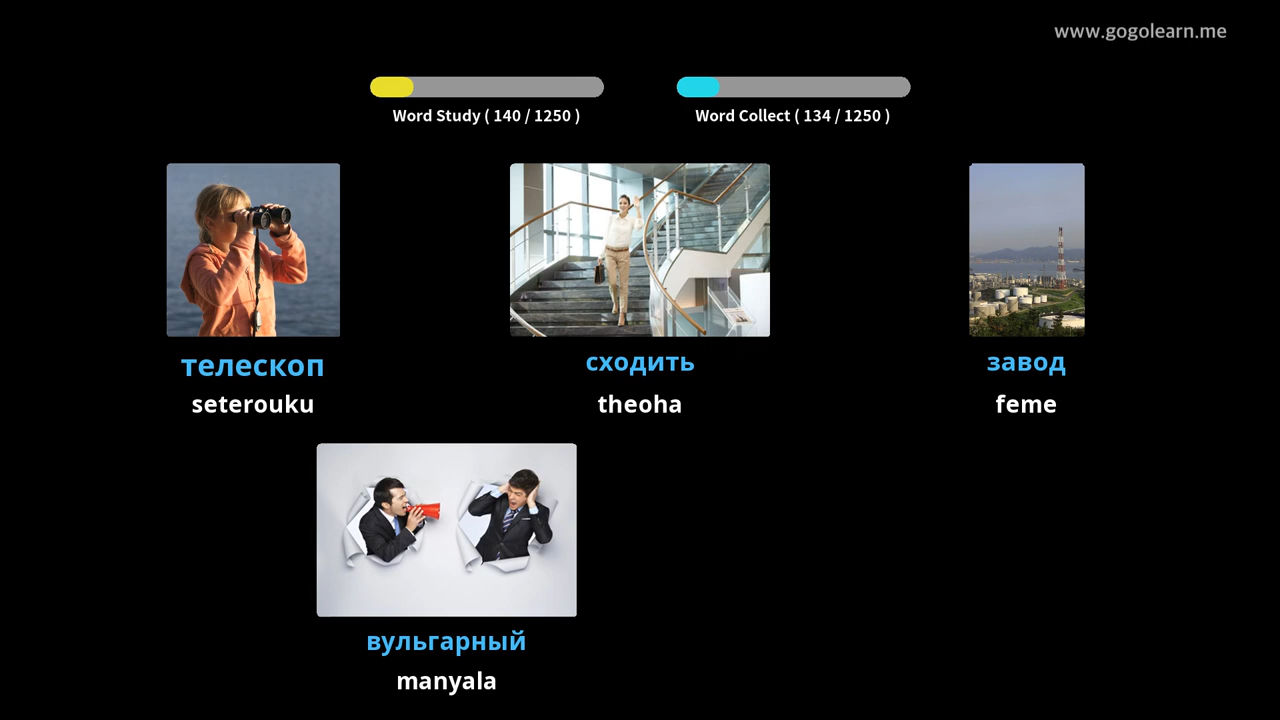 www.gogolearn.me
Word Study ( 140 / 1250 )
Word Collect ( 134 / 1250 )
телескоп
seterouku
сходить
theoha
завод
feme
вульгарный
manyala